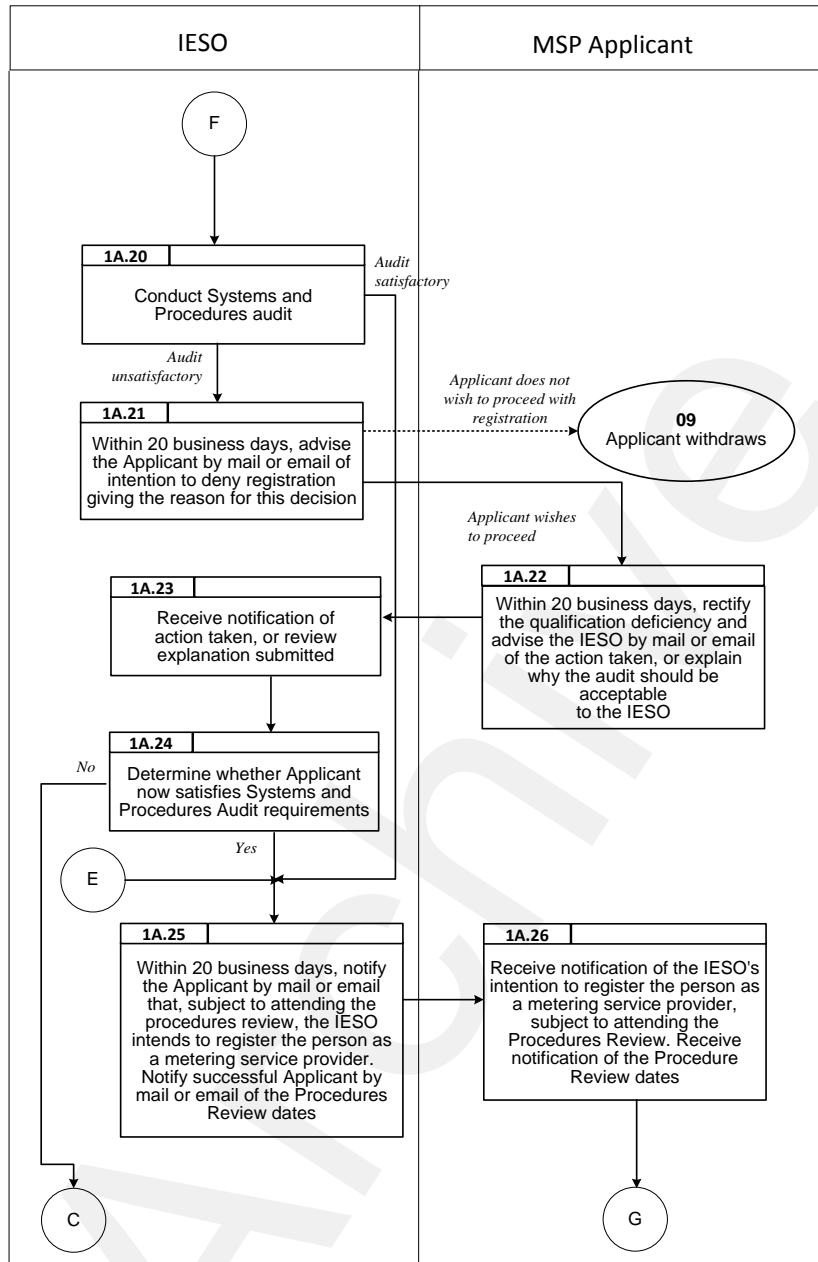 IESO
MSP Applicant
F
1A.20
Conduct Systems and
Procedures audit
Audit
satisfactory
Audit
unsatisfactory
1A.21
Within 20 business days, advise
the Applicant by mail or email of
intention to deny registration
giving the reason for this decision
Applicant does not
wish to proceed with
registration
09
Applicant withdraws
Applicant wishes
to proceed
1A.22
Within 20 business days, rectify
the qualification deficiency and
advise the IESO by mail or email
of the action taken, or explain
why the audit should be
acceptable
to the IESO
1A.23
Receive notification of
action taken, or review
explanation submitted
1A.24
Determine whether Applicant
now satisfies Systems and
Procedures Audit requirements
No
Yes
E
1A.25
Within 20 business days, notify
the Applicant by mail or email
that, subject to attending the
procedures review, the IESO
intends to register the person as
a metering service provider.
Notify successful Applicant by
mail or email of the Procedures
Review dates
1A.26
Receive notification of the IESO's
intention to register the person as
a metering service provider,
subject to attending the
Procedures Review. Receive
notification of the Procedure
Review dates
C
G
Archive